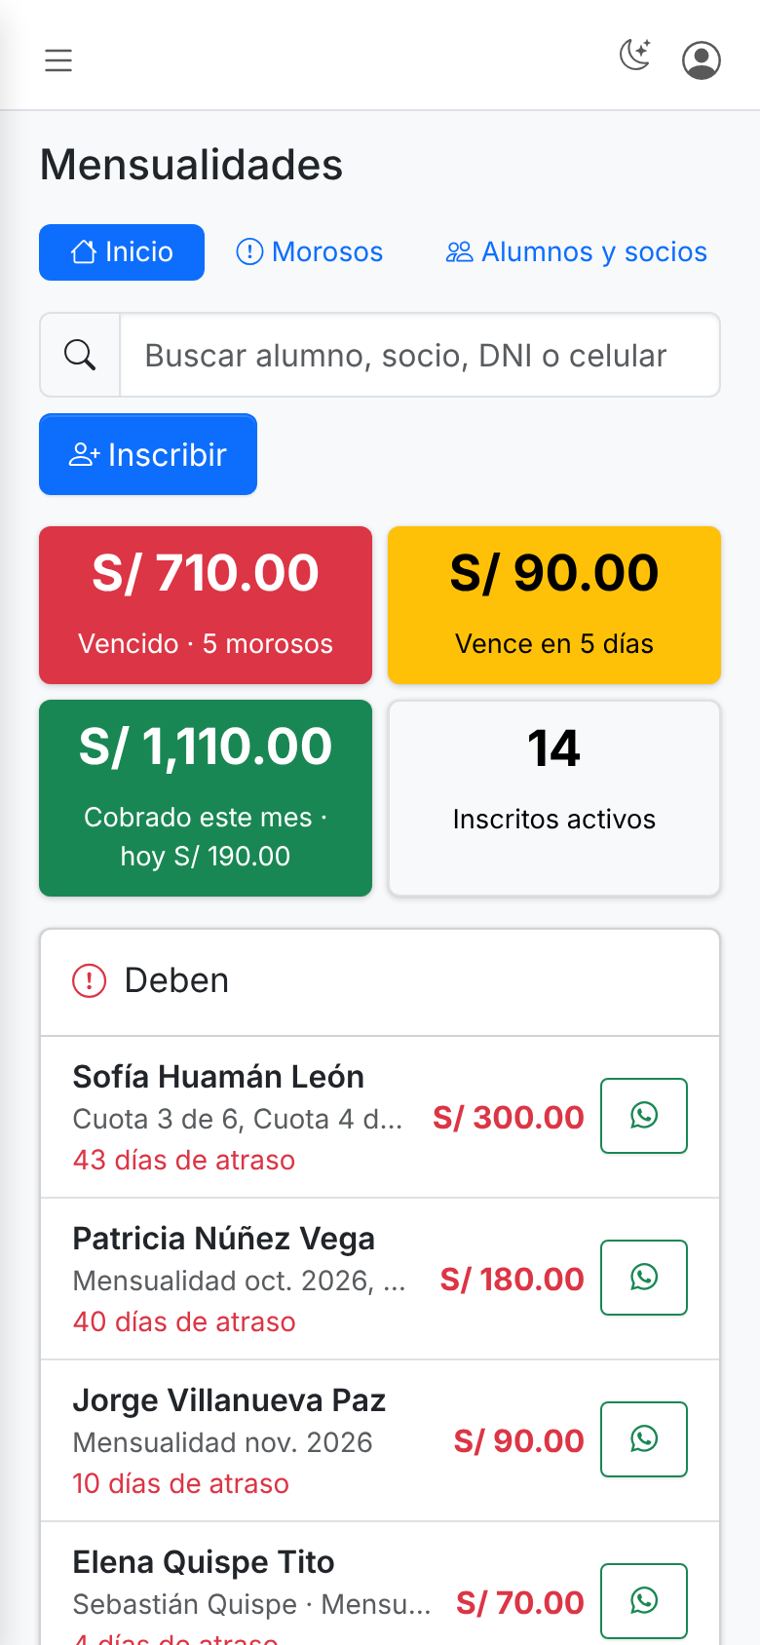 Mensualidades
Inicio
Morosos
Alumnos y socios
Buscar alumno, socio, DNI o celular
Inscribir
S/ 710.00
Vencido · 5 morosos
S/ 90.00
Vence en 5 días
S/ 1,110.00
Cobrado este mes ·
hoy S/ 190.00
14
Inscritos activos
Deben
Sofía Huamán León
Cuota 3 de 6, Cuota 4 d...
43 días de atraso
S/ 300.00
Patricia Núñez Vega
Mensualidad oct. 2026, ...
40 días de atraso
S/ 180.00
Jorge Villanueva Paz
Mensualidad nov. 2026
10 días de atraso
S/ 90.00
Elena Quispe Tito
Sebastián Quispe · Mensu...
4 días de atraso
S/ 70.00